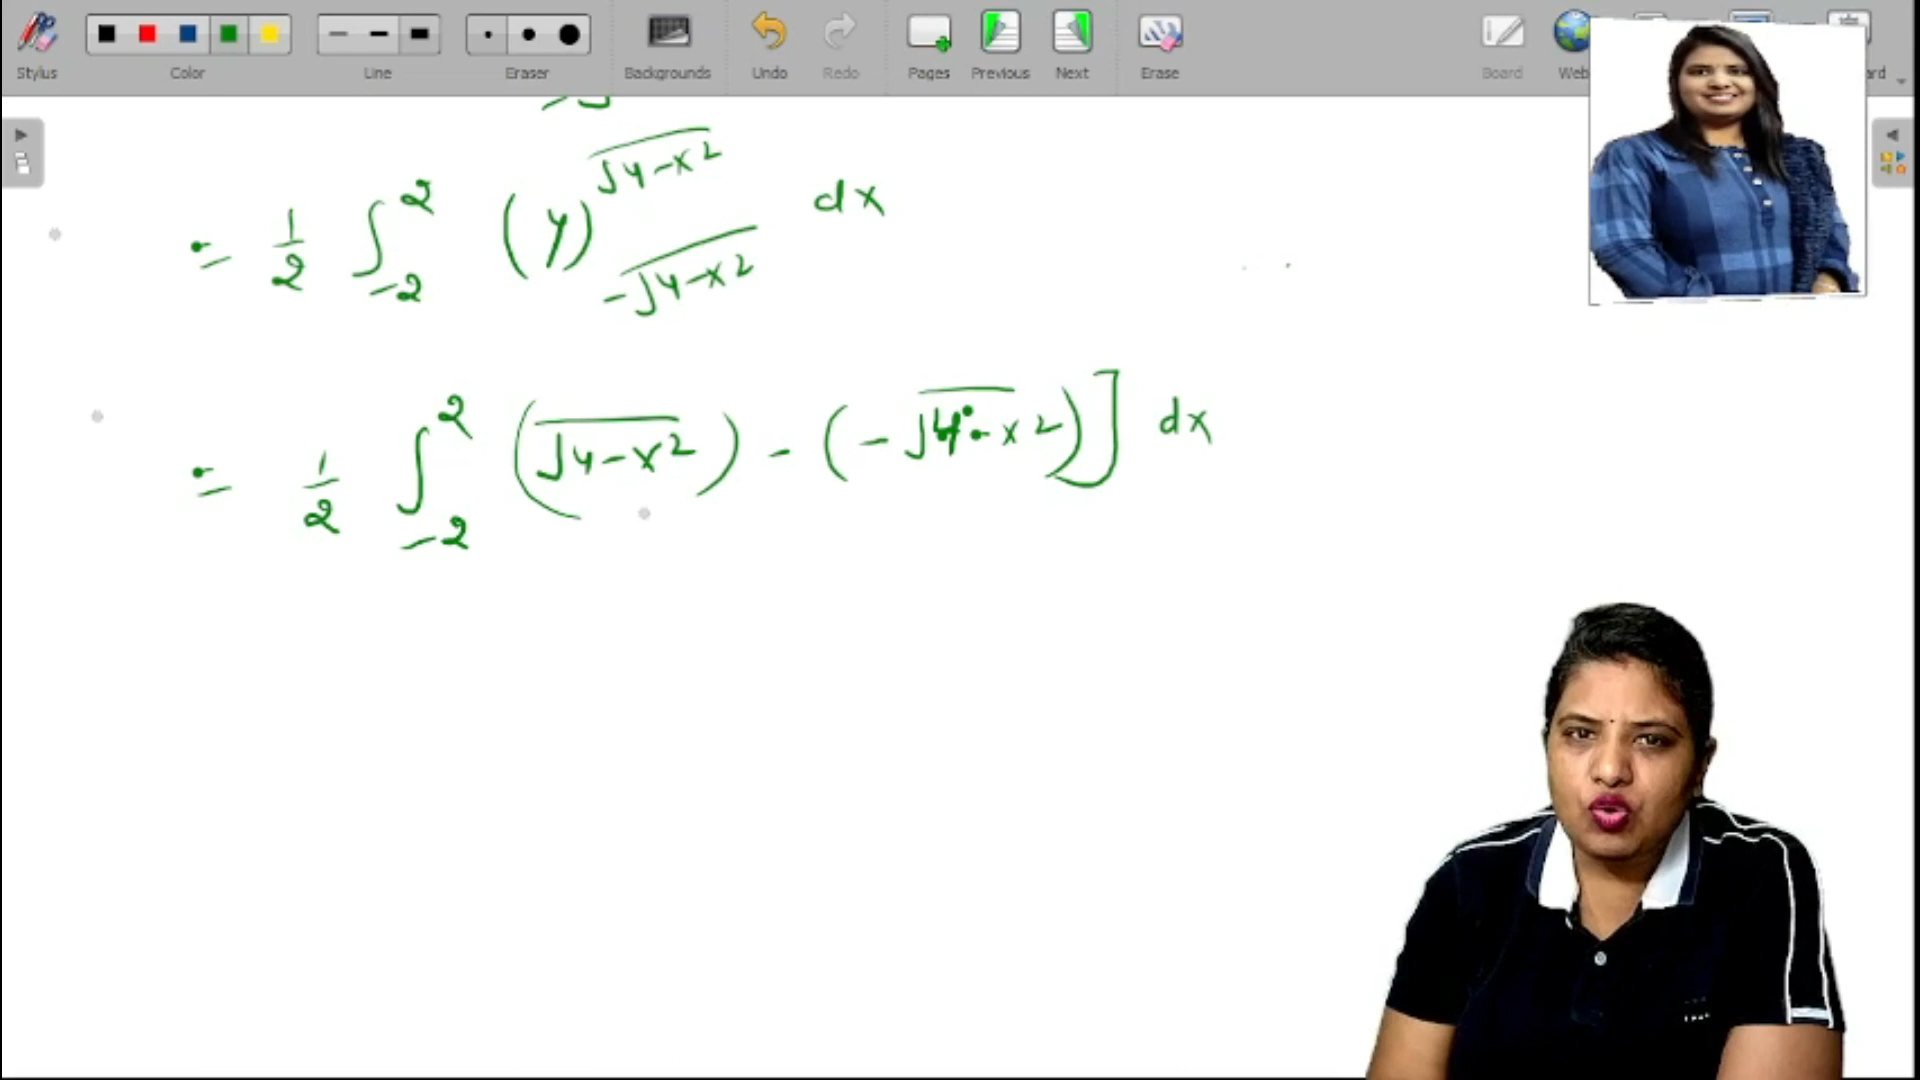 Stylus Color Line Eraser Backgrounds Undo Redo Pages Previous Next Erase Board Web
= 1/2 ∫_{-2}^{2} (y)_{-√4-x²}^{√4-x²} dx
= 1/2 ∫_{-2}^{2} (√4-x²) - (-√4-x²)] dx